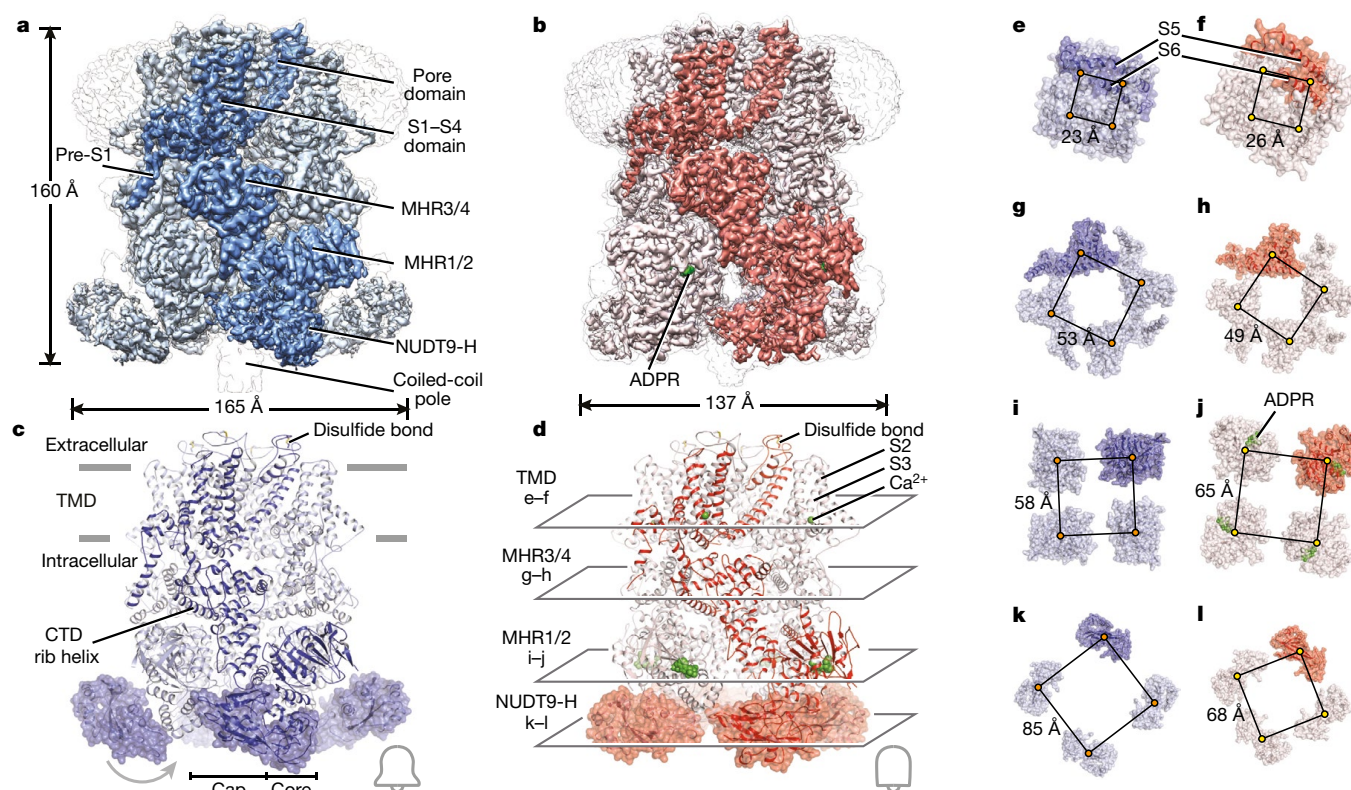 a
160 Å
Pore
domain
S1–S4
domain
Pre-S1
MHR3/4
MHR1/2
NUDT9-H
Coiled-coil
pole
165 Å
b
ADPR
137 Å
c
Extracellular
TMD
Intracellular
Disulfide bond
CTD
rib helix
d
Disulfide bond
S2
S3
Ca²⁺
TMD
e–f
MHR3/4
g–h
MHR1/2
i–j
NUDT9-H
k–l
e
S5
S6
f
23 Å
26 Å
g
h
53 Å
49 Å
i
j
ADPR
58 Å
65 Å
k
l
85 Å
68 Å